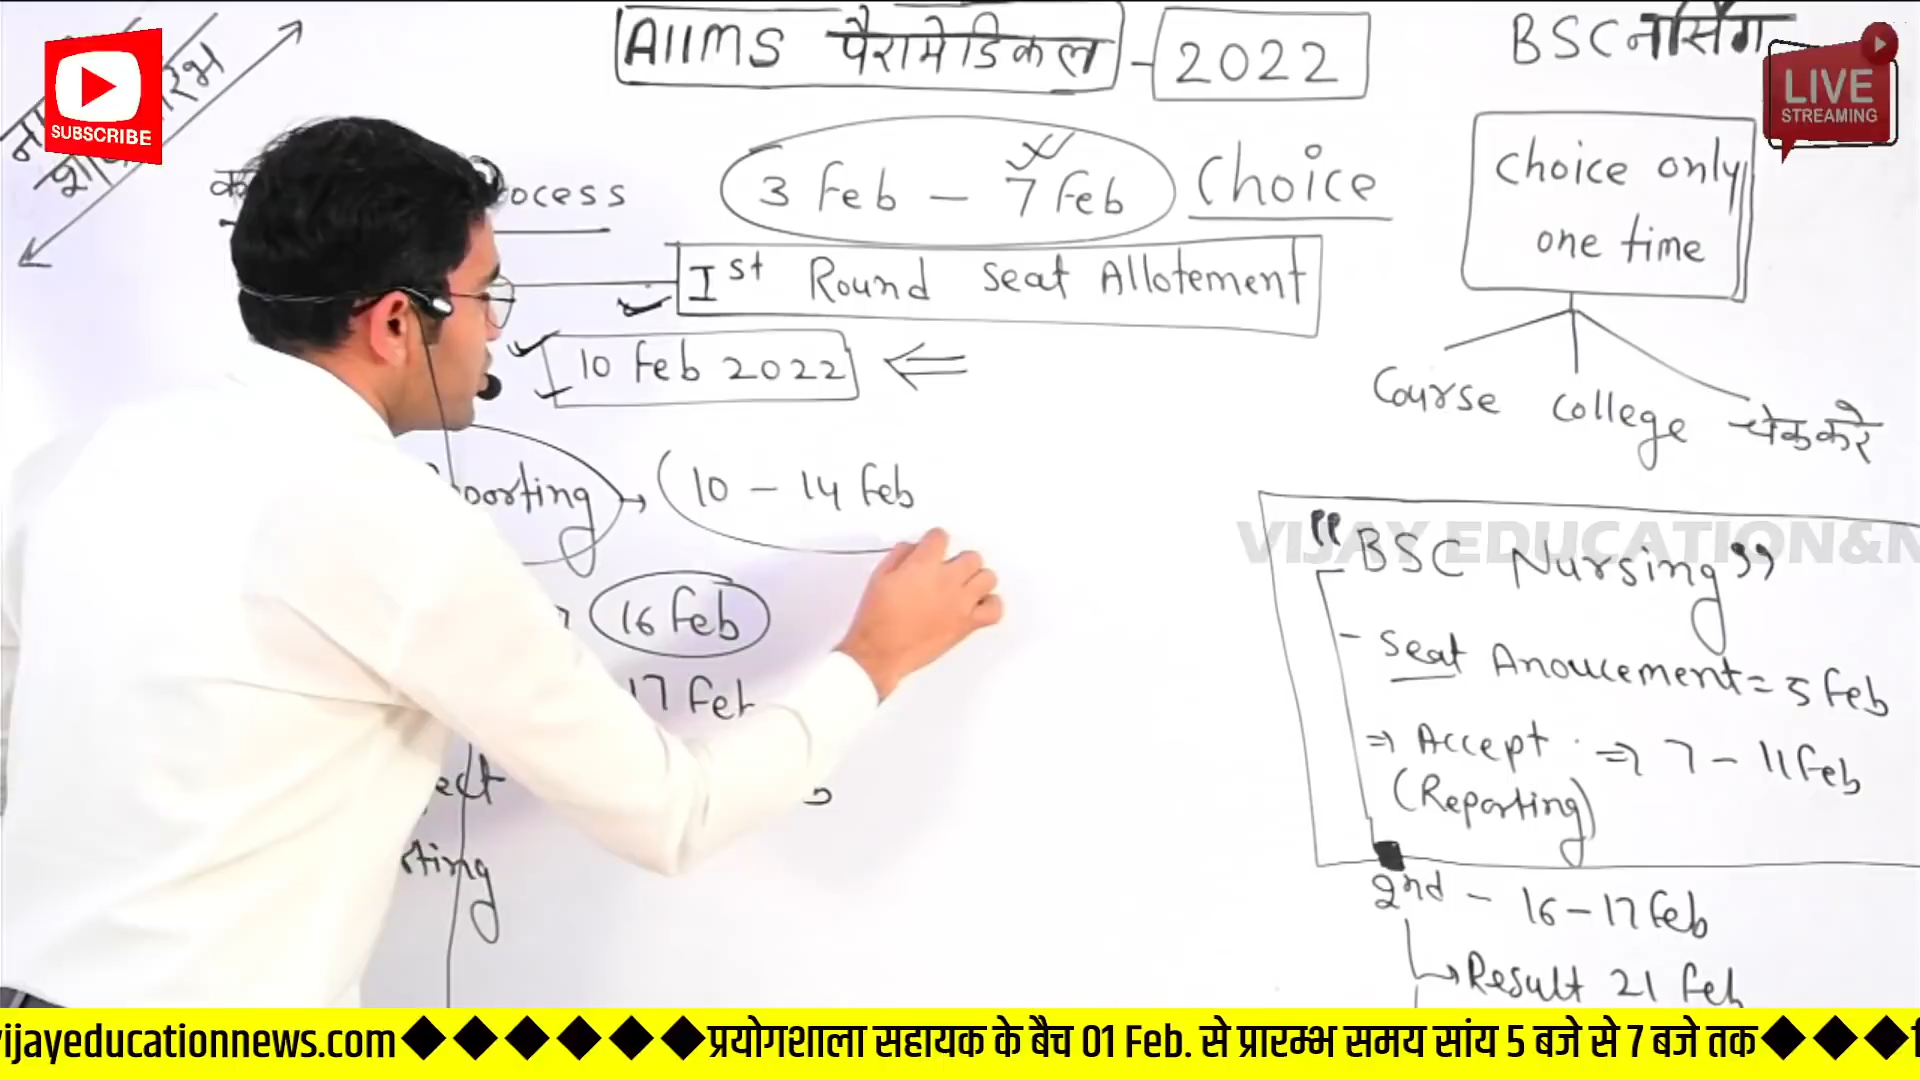 AIIMS पैरामेडिकल - 2022
BSC नर्सिंग
SUBSCRIBE
LIVE
STREAMING
3 Feb - 7 Feb Choice
Choice only
one time
Ist Round Seat Allotement
10 Feb 2022
Course College चेक करे
10 - 14 Feb
VIJAY EDUCATION&N
"BSC Nursing"
16 Feb
- Seat Anoucement = 5 Feb
17 Feb
⇒ Accept ⇒ 7 - 11 Feb
(Reporting)
2nd - 16 - 17 Feb
→ Result 21 Feb
vijayeducationnews.com◆◆◆◆◆◆प्रयोगशाला सहायक के बैच 01 Feb. से प्रारम्भ समय सांय 5 बजे से 7 बजे तक◆◆◆